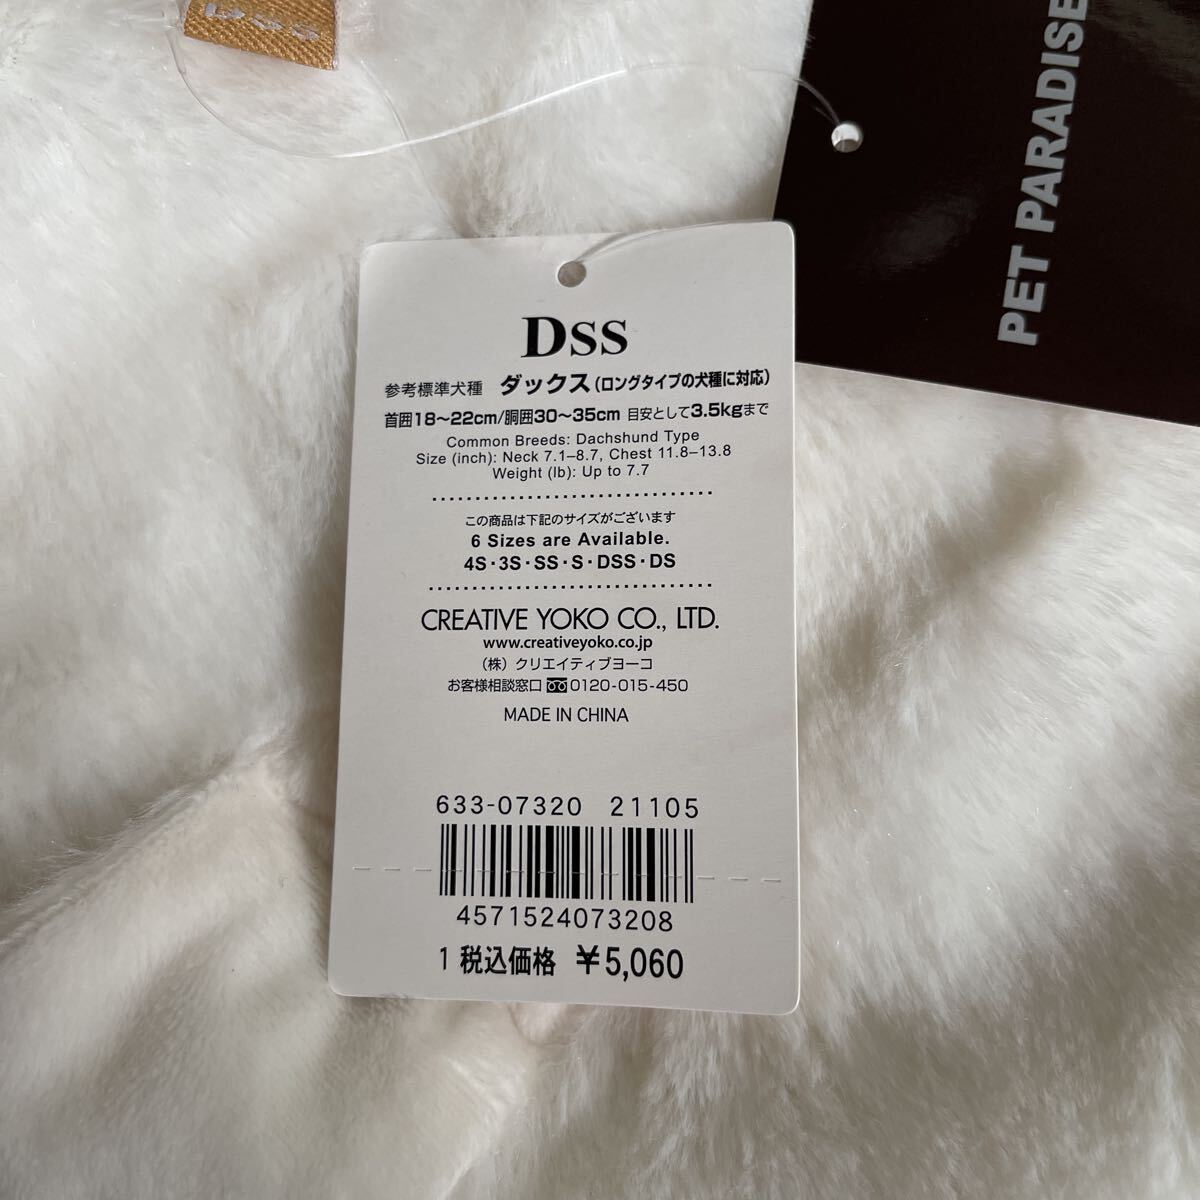 DSS
PET PARADISE
DSS
参考標準犬種 ダックス(ロングタイプの犬種に対応)
首囲18〜22cm/胴囲30〜35cm 目安として3.5kgまで
Common Breeds: Dachshund Type
Size (inch): Neck 7.1–8.7, Chest 11.8–13.8
Weight (lb): Up to 7.7
この商品は下記のサイズがございます
6 Sizes are Available.
4S・3S・SS・S・DSS・DS
CREATIVE YOKO CO., LTD.
www.creativeyoko.co.jp
(株) クリエイティブヨーコ
お客様相談窓口 0120-015-450
MADE IN CHINA
633-07320 21105
4571524073208
1 税込価格 ¥5,060